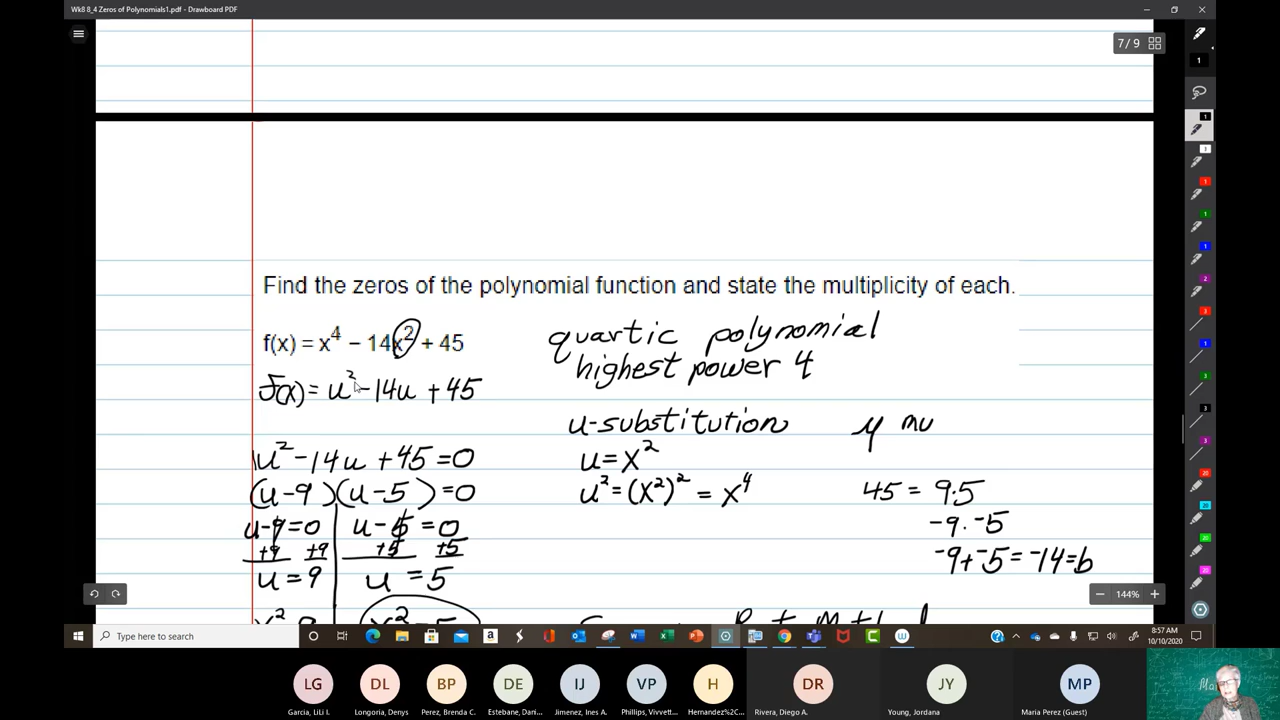 Wk8 8_4 Zeros of Polynomials1.pdf - Drawboard PDF
7 / 9
1
Find the zeros of the polynomial function and state the multiplicity of each.
f(x) = x⁴ − 14x² + 45
quartic polynomial
highest power 4
f(x) = u² - 14u + 45
u-substitution
u = x²
u² = (x²)² = x⁴
45 = 9·5
-9·-5
-9+-5=-14=b
u² - 14u + 45 = 0
(u-9)(u-5)=0
u-9=0
u-5=0
+9 +9
+5 +5
u = 9
u = 5
144%
Type here to search
8:57 AM
10/10/2020
LG
DL
BP
DE
IJ
VP
H
DR
JY
MP
Garcia, LiLi I.
Longoria, Denys
Perez, Brenda C.
Estebane, Dani...
Jimenez, Ines A.
Phillips, Vivvett...
Hernandez%2C...
Rivera, Diego A.
Young, Jordana
Maria Perez (Guest)